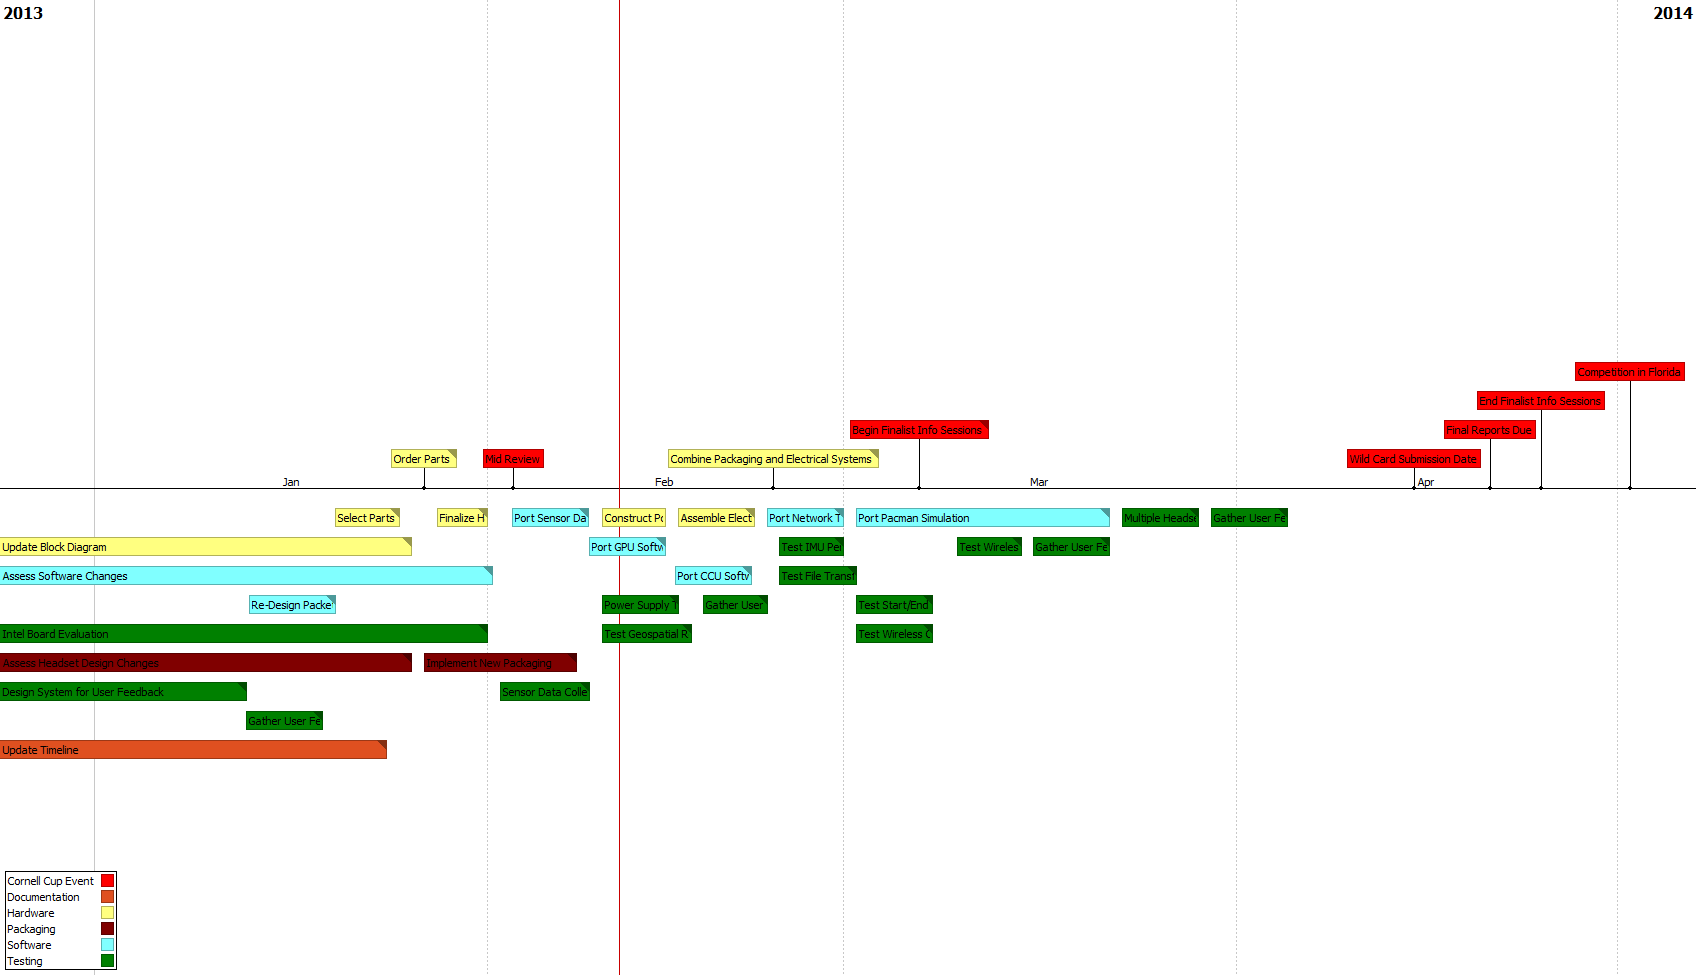 2013
2014
Competition in Florida
End Finalist Info Sessions
Begin Finalist Info Sessions
Final Reports Due
Order Parts
Mid Review
Combine Packaging and Electrical Systems
Wild Card Submission Date
Jan
Feb
Mar
Apr
Select Parts
Finalize H
Port Sensor Da
Construct Po
Assemble Elect
Port Network T
Port Pacman Simulation
Multiple Heads
Gather User Fe
Update Block Diagram
Port GPU Softw
Test IMU Per
Test Wireles
Gather User Fe
Assess Software Changes
Port CCU Softw
Test File Transf
Re-Design Packe
Power Supply T
Gather User
Test Start/End
Intel Board Evaluation
Test Geospatial R
Test Wireless C
Assess Headset Design Changes
Implement New Packaging
Design System for User Feedback
Sensor Data Colle
Gather User Fe
Update Timeline
Cornell Cup Event
Documentation
Hardware
Packaging
Software
Testing